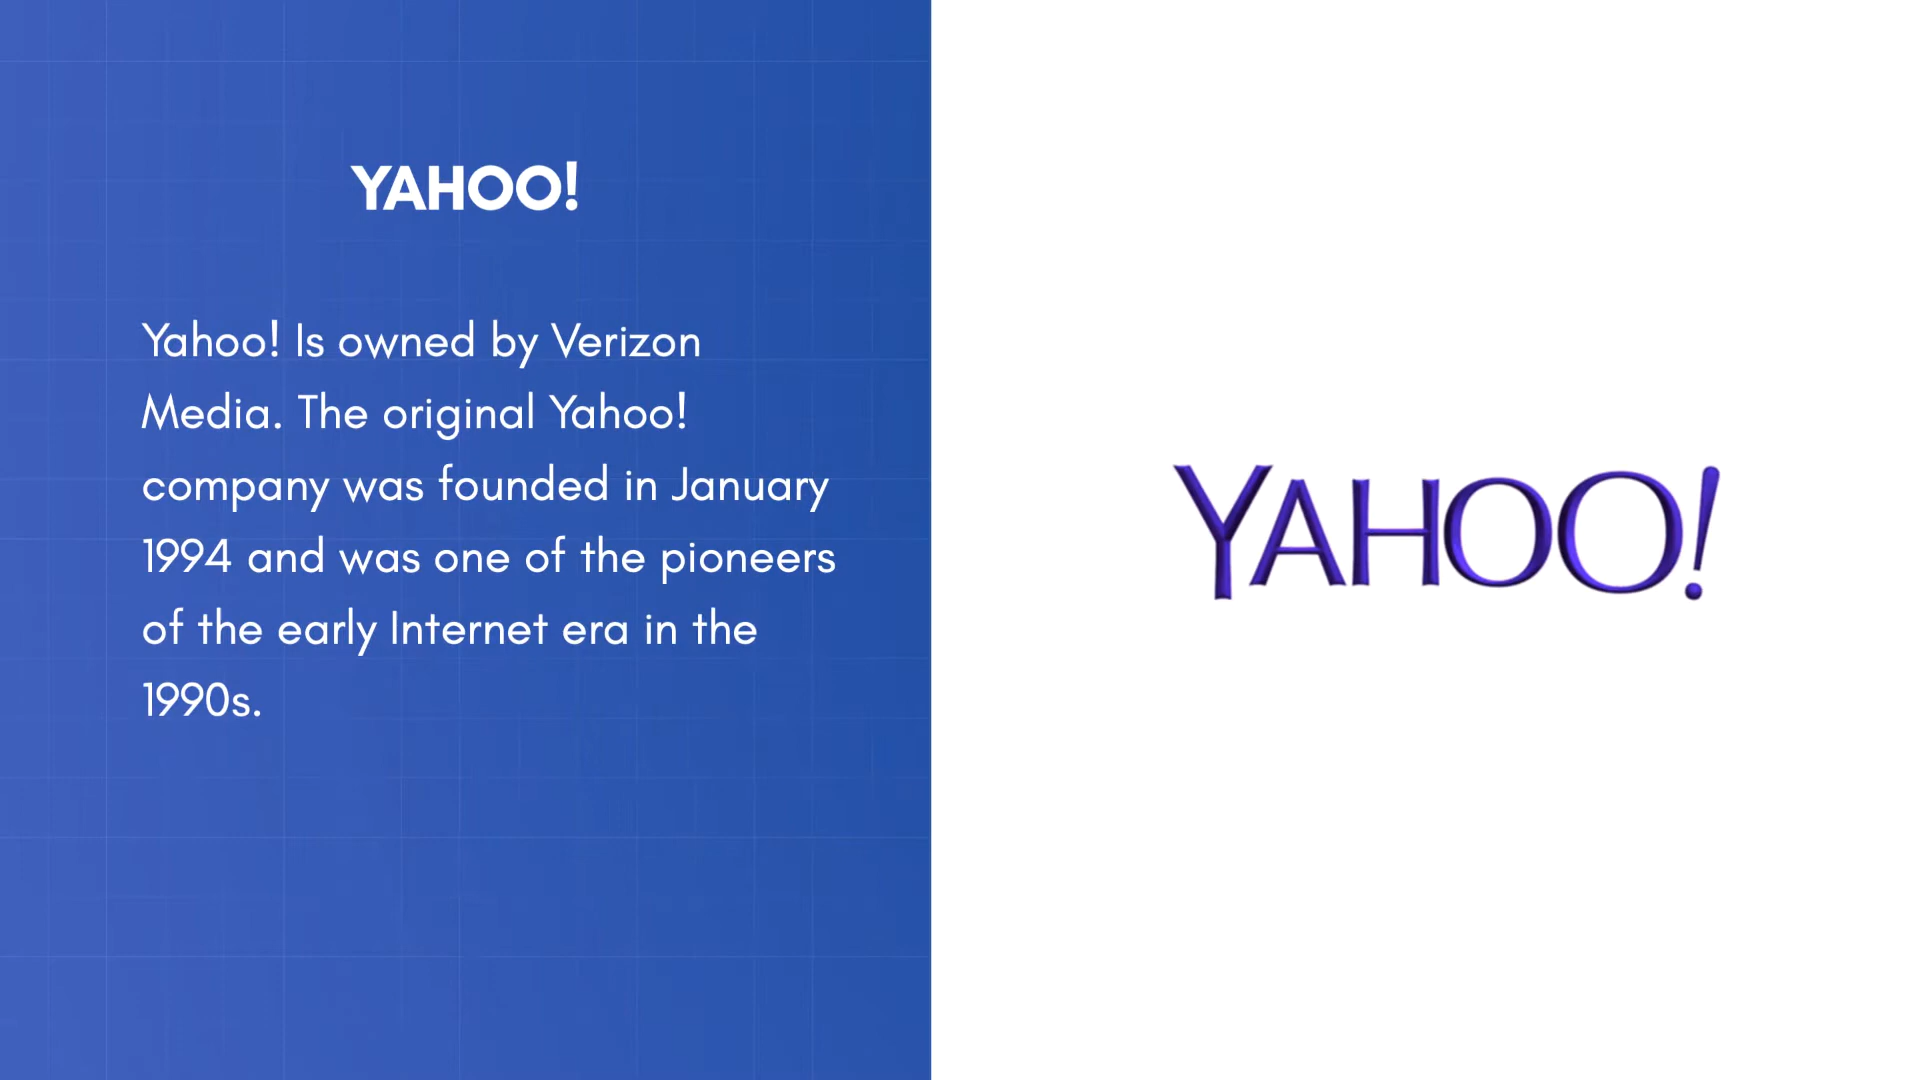 YAHOO!
Yahoo! Is owned by Verizon
Media. The original Yahoo!
company was founded in January
1994 and was one of the pioneers
of the early Internet era in the
1990s.
YAHOO!